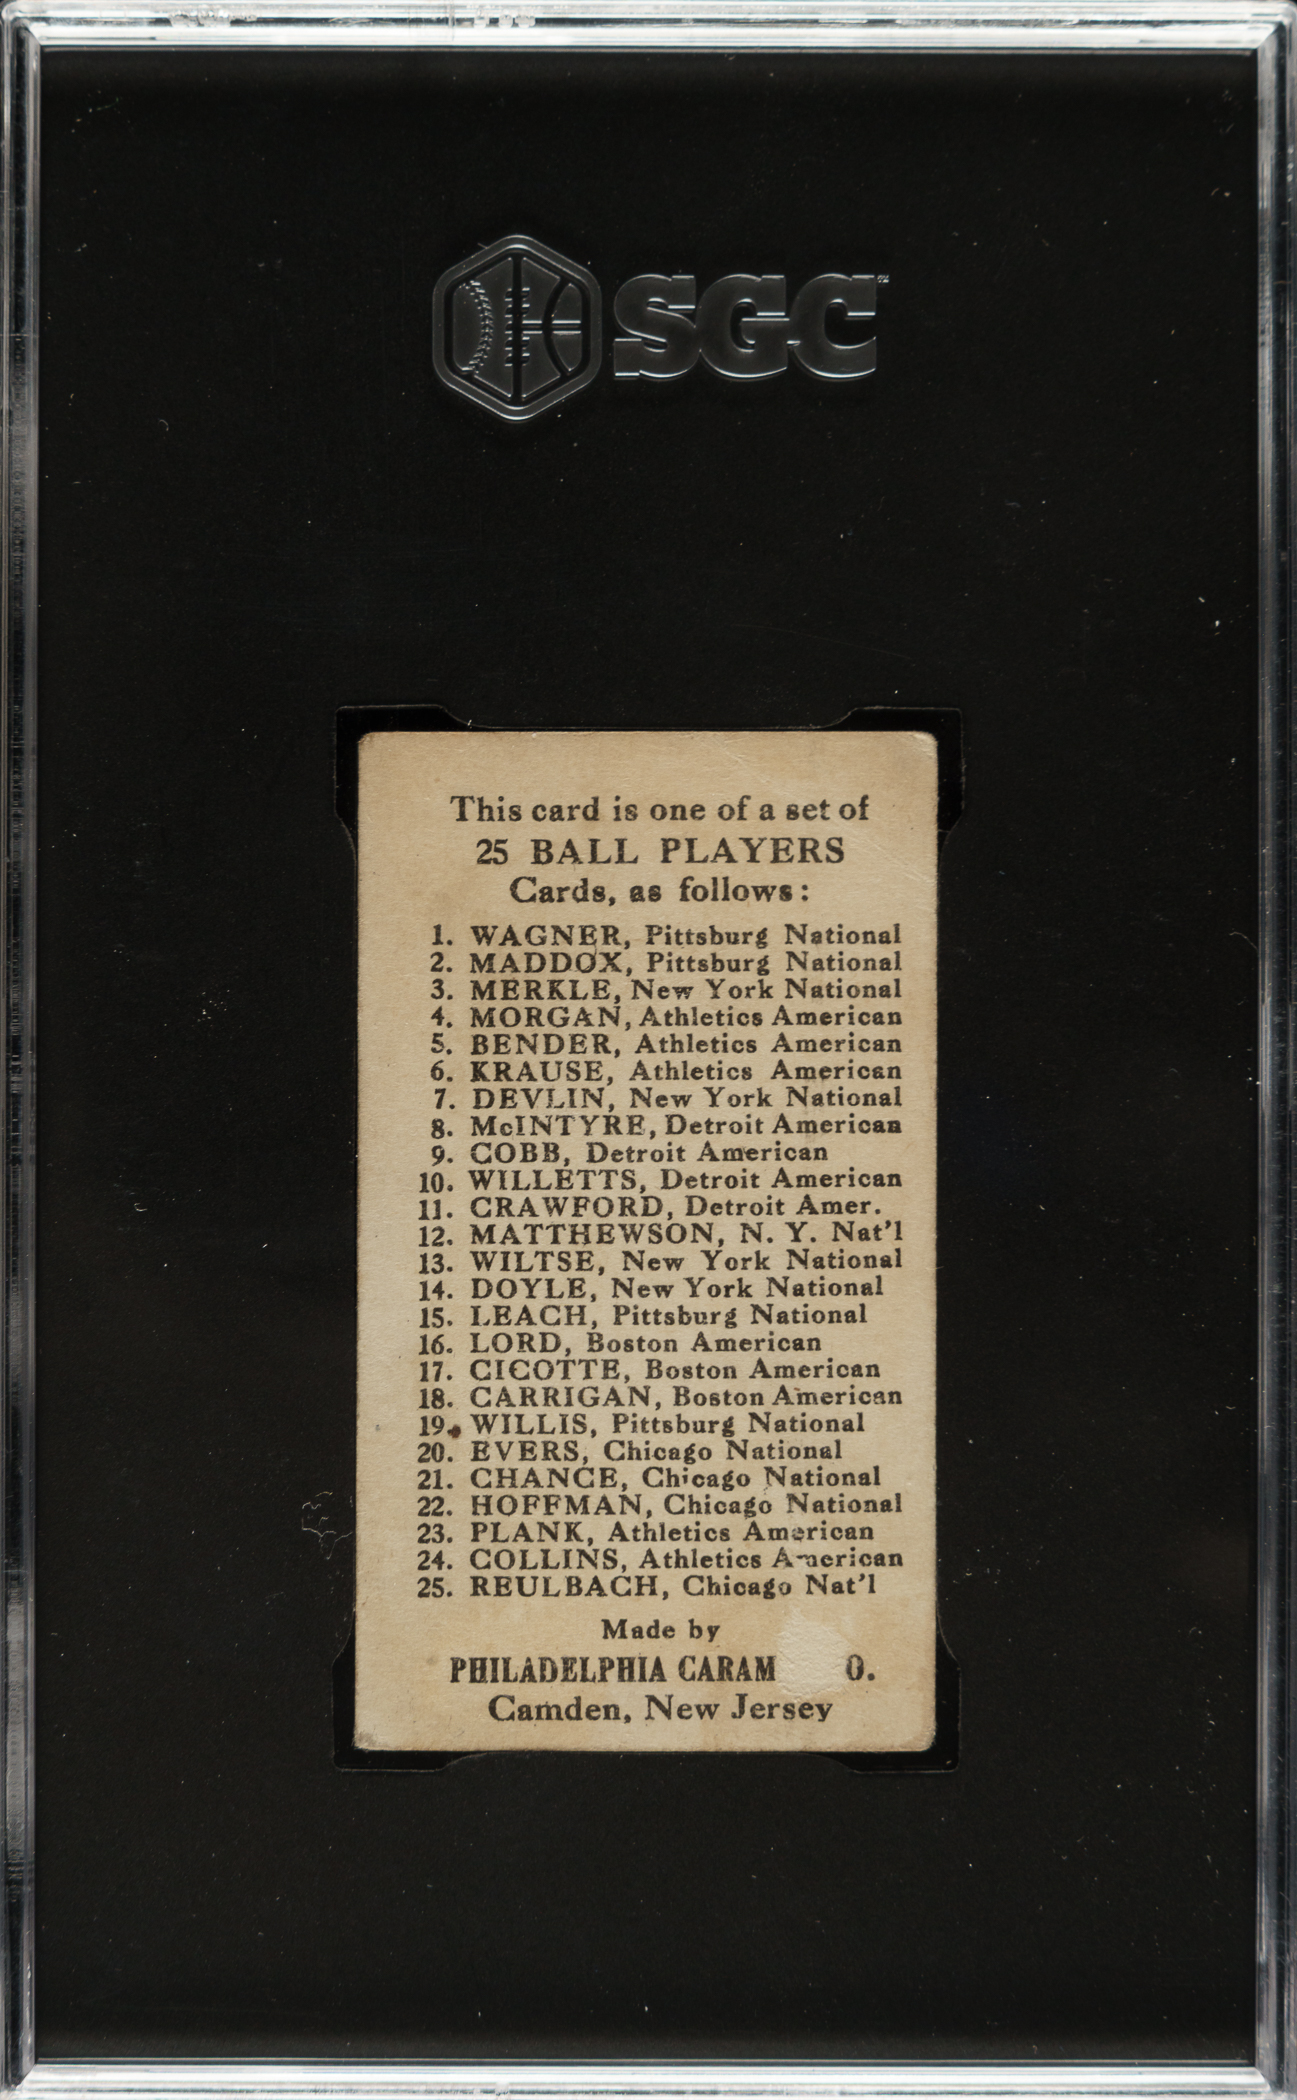 SGC™
This card is one of a set of
25 BALL PLAYERS
Cards, as follows:
1. WAGNER, Pittsburg National
2. MADDOX, Pittsburg National
3. MERKLE, New York National
4. MORGAN, Athletics American
5. BENDER, Athletics American
6. KRAUSE, Athletics American
7. DEVLIN, New York National
8. McINTYRE, Detroit American
9. COBB, Detroit American
10. WILLETTS, Detroit American
11. CRAWFORD, Detroit Amer.
12. MATTHEWSON, N. Y. Nat'l
13. WILTSE, New York National
14. DOYLE, New York National
15. LEACH, Pittsburg National
16. LORD, Boston American
17. CICOTTE, Boston American
18. CARRIGAN, Boston American
19. WILLIS, Pittsburg National
20. EVERS, Chicago National
21. CHANCE, Chicago National
22. HOFFMAN, Chicago National
23. PLANK, Athletics American
24. COLLINS, Athletics American
25. REULBACH, Chicago Nat'l
Made by
PHILADELPHIA CARAM O.
Camden, New Jersey